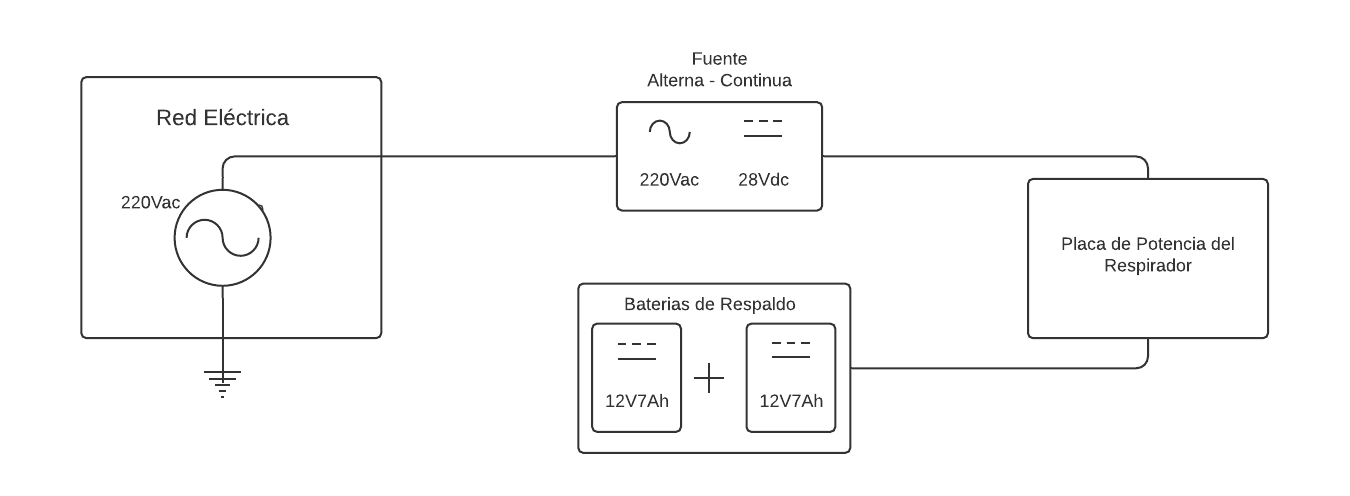 Fuente
Alterna - Continua
Red Eléctrica
220Vac
28Vdc
220Vac
Placa de Potencia del
Respirador
Baterias de Respaldo
12V7Ah
12V7Ah